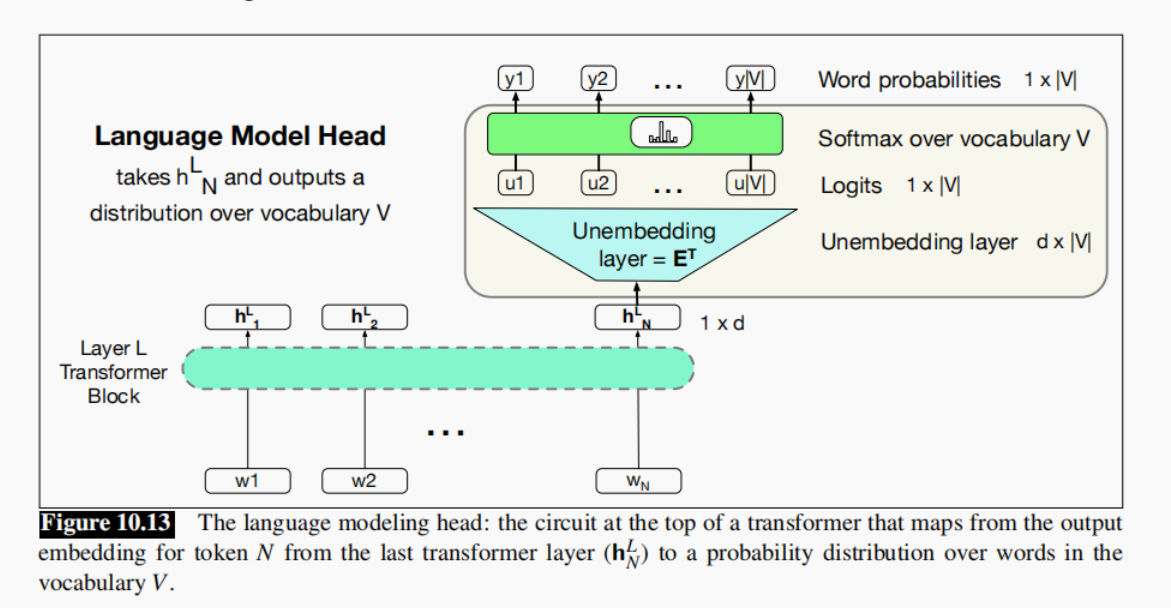 y1 y2 ... y|V| Word probabilities 1 x |V|
Language Model Head
takes h^L_N and outputs a
distribution over vocabulary V
Softmax over vocabulary V
u1 u2 ... u|V| Logits 1 x |V|
Unembedding
layer = E^T
Unembedding layer d x |V|
h^L_1 h^L_2 h^L_N 1 x d
Layer L
Transformer
Block
...
w1 w2 w_N
Figure 10.13 The language modeling head: the circuit at the top of a transformer that maps from the output
embedding for token N from the last transformer layer (h^L_N) to a probability distribution over words in the
vocabulary V.